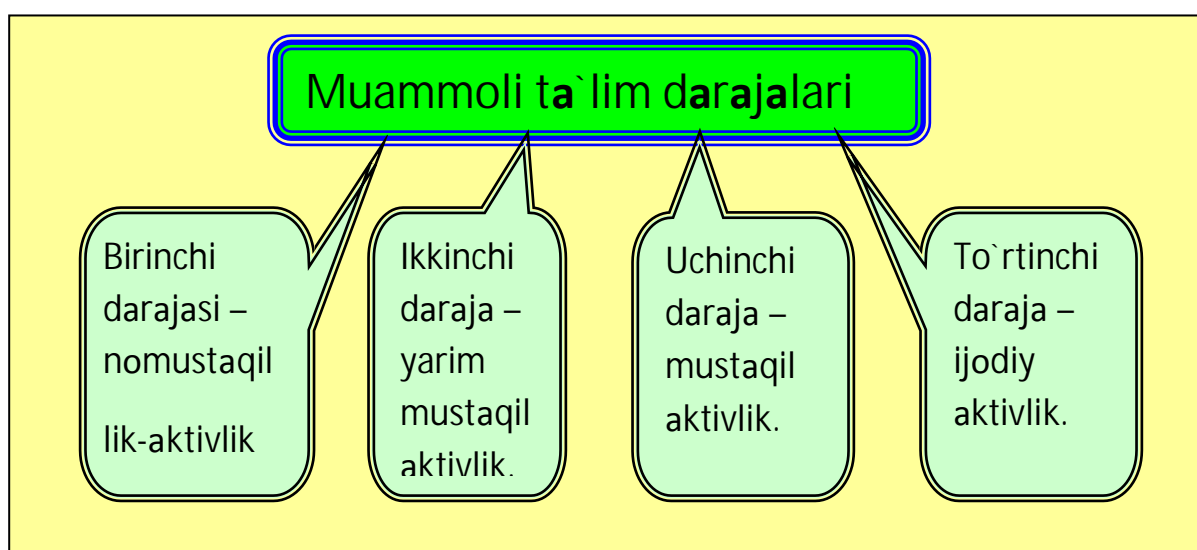 Muammoli ta`lim darajalari
Birinchi
darajasi –
nomustaqil
lik-aktivlik
Ikkinchi
daraja –
yarim
mustaqil
aktivlik.
Uchinchi
daraja –
mustaqil
aktivlik.
To`rtinchi
daraja –
ijodiy
aktivlik.